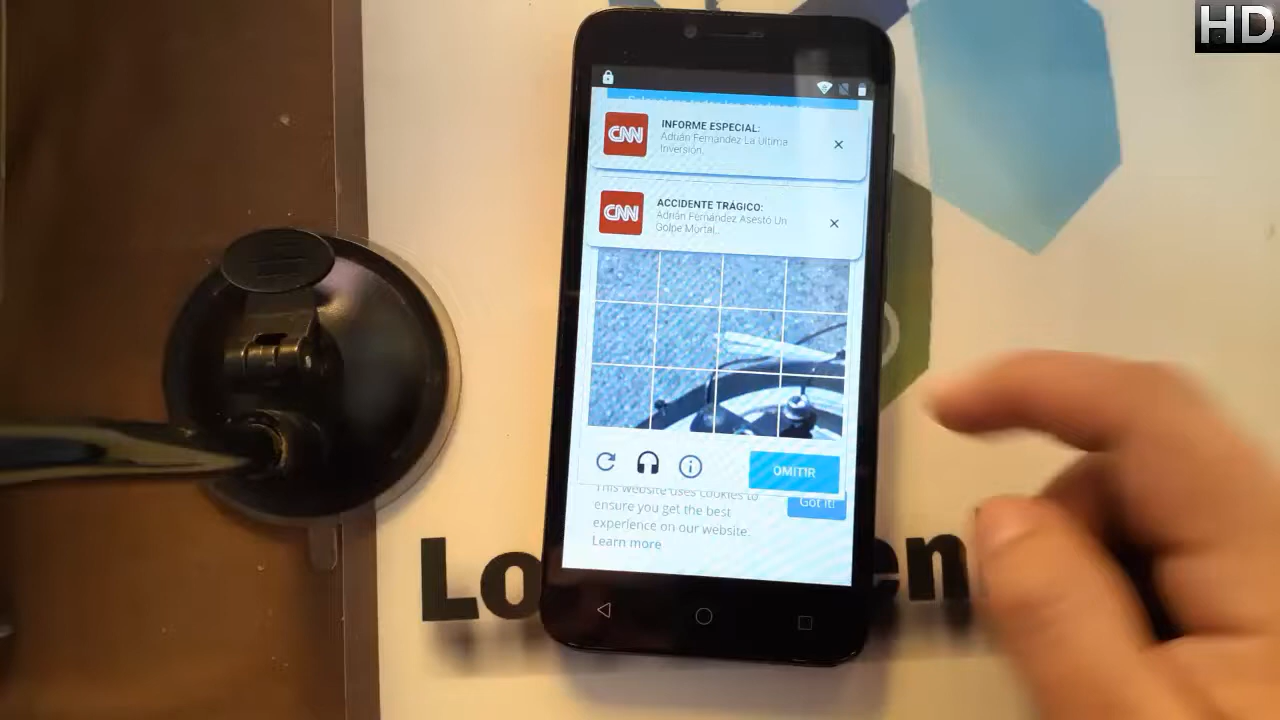 HD
CNN
INFORME ESPECIAL:
Adrián Fernández La Última
Inversión.
CNN
ACCIDENTE TRÁGICO:
Adrián Fernández Asestó Un
Golpe Mortal..
OMITIR
This website uses cookies to
ensure you get the best
experience on our website.
Learn more
Got it!
Lo
en